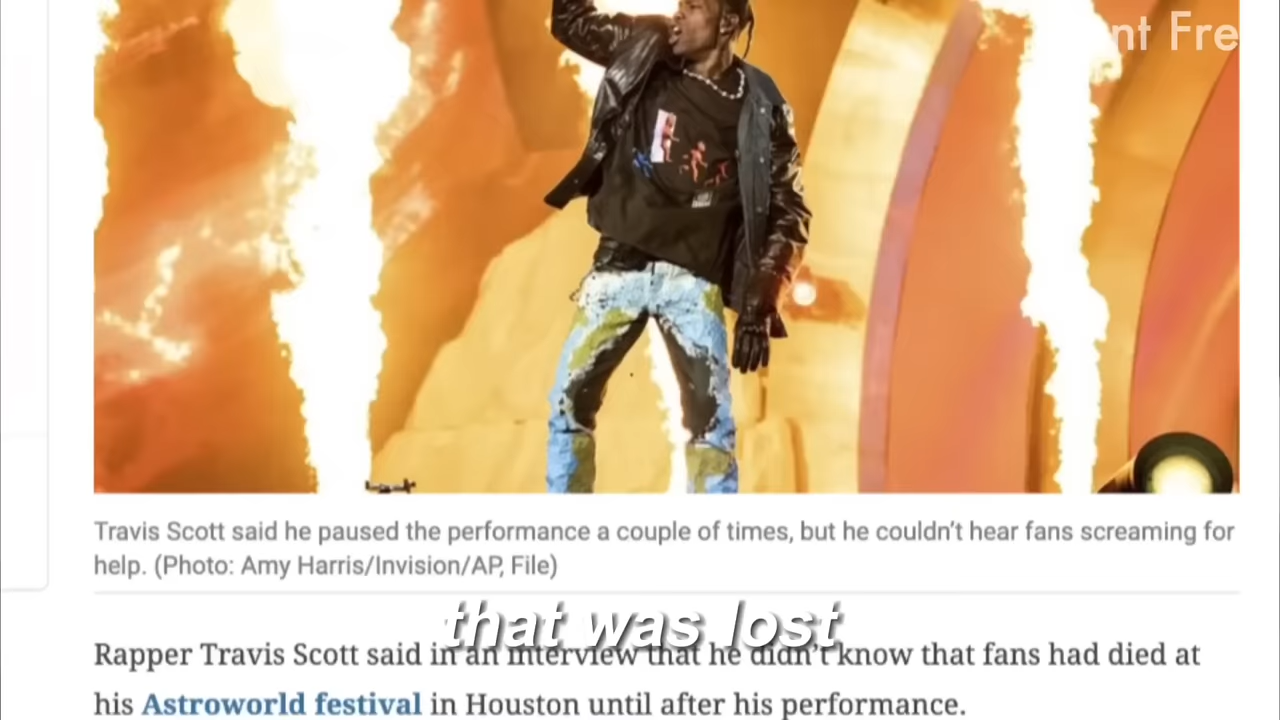 nt Fre
Travis Scott said he paused the performance a couple of times, but he couldn’t hear fans screaming for
help. (Photo: Amy Harris/Invision/AP, File)
that was lost
Rapper Travis Scott said in an interview that he didn’t know that fans had died at
his Astroworld festival in Houston until after his performance.